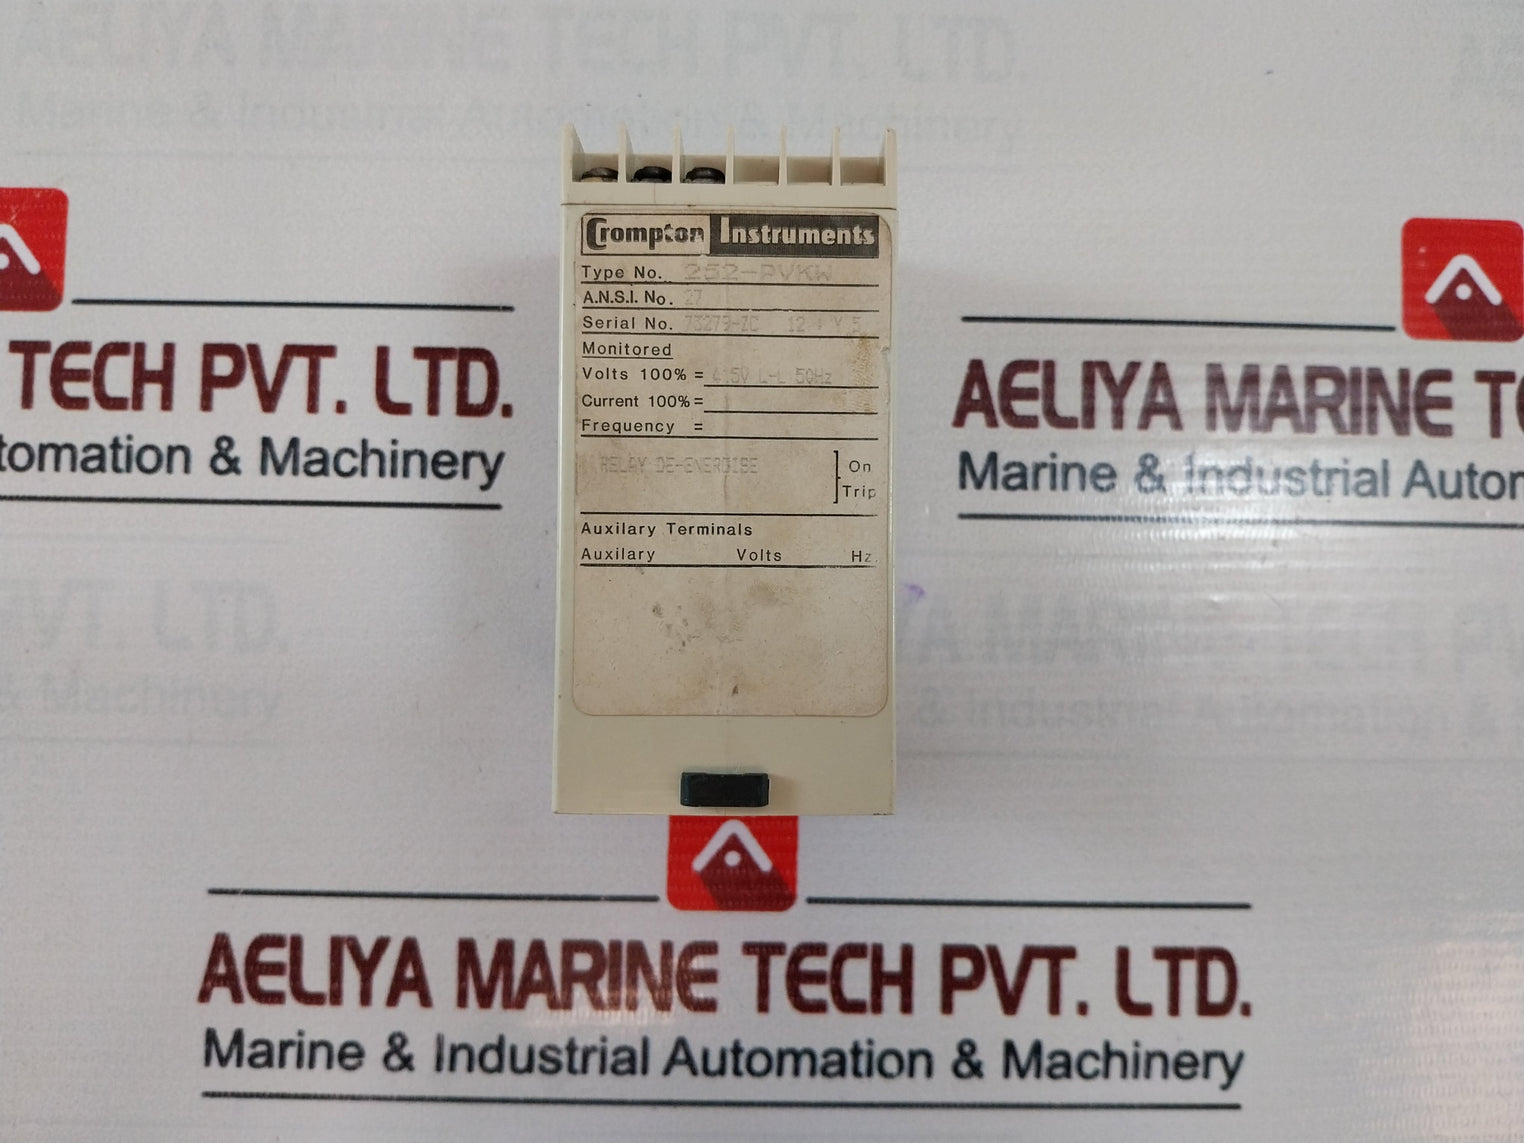 TECH PVT. LTD.
tomation & Machinery
AELIYA MARINE TE
Marine & Industrial Autom
Crompton Instruments
Type No. 252-PVKW
A.N.S.I. No. 27
Serial No.
Monitored
Volts 100% = 415V L-L 50Hz
Current 100% =
Frequency =
RELAY DE-ENERGISE
On
Trip
Auxilary Terminals
Auxilary Volts Hz.
AELIYA MARINE TECH PVT. LTD.
Marine & Industrial Automation & Machinery